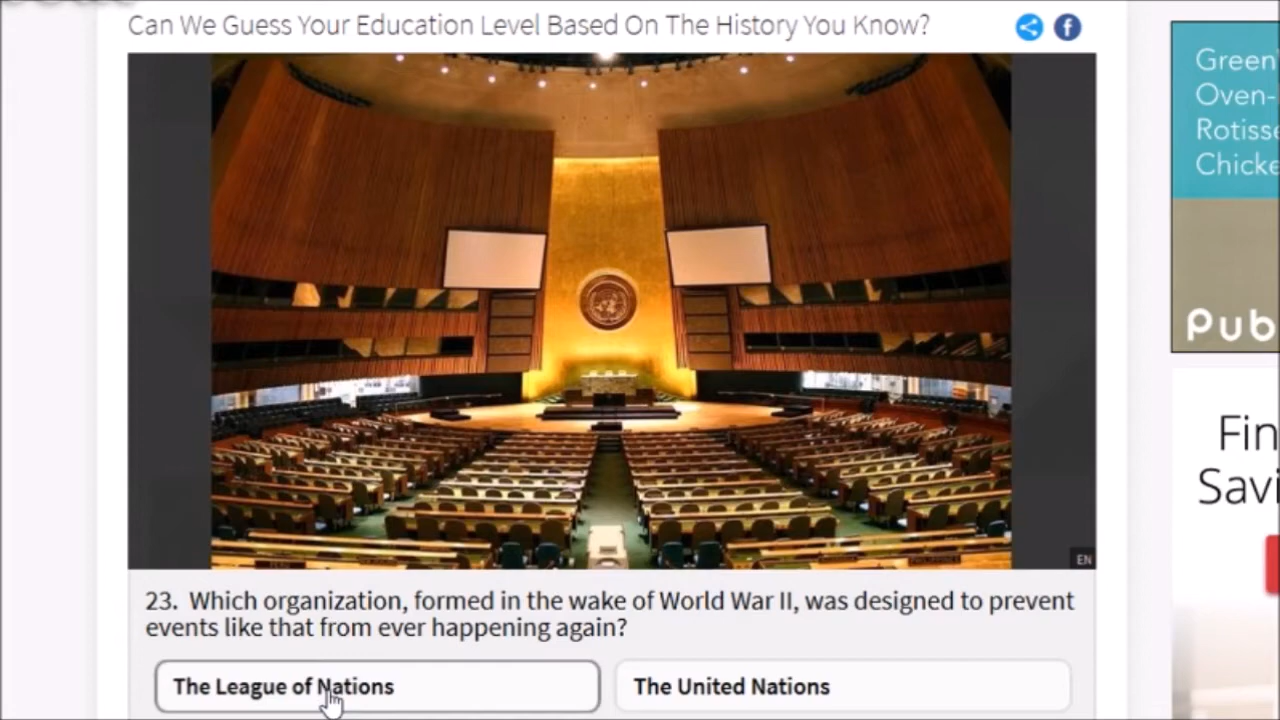 Can We Guess Your Education Level Based On The History You Know?
Green
Oven-
Rotiss
Chicke
Pub
EN
Fin
Savi
23. Which organization, formed in the wake of World War II, was designed to prevent
events like that from ever happening again?
The League of Nations
The United Nations